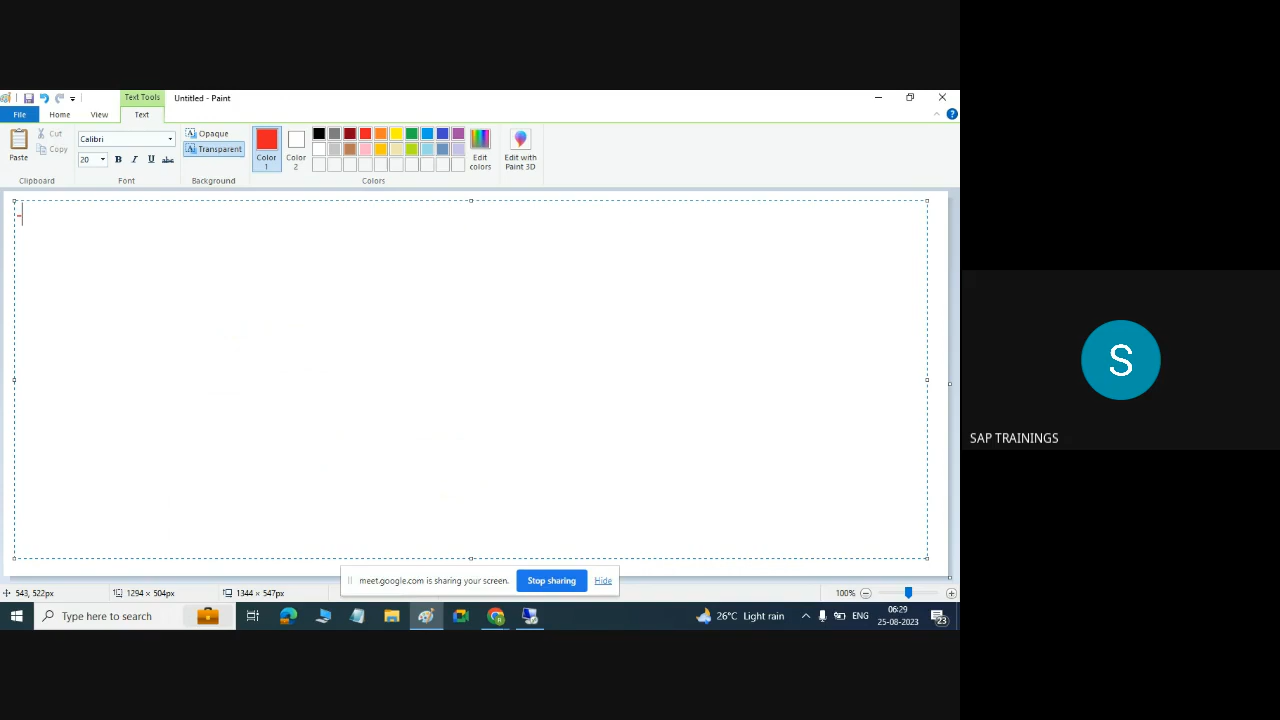 Text Tools
Untitled - Paint
File
Home
View
Text
Paste
Cut
Copy
Clipboard
Calibri
20
B I U abc
Font
A Opaque
A Transparent
Background
Color 1
Color 2
Colors
Edit colors
Edit with Paint 3D
-
S
SAP TRAININGS
meet.google.com is sharing your screen.
Stop sharing
Hide
543, 522px
1294 × 504px
1344 × 547px
100%
Type here to search
26°C Light rain
ENG
06:29
25-08-2023
23